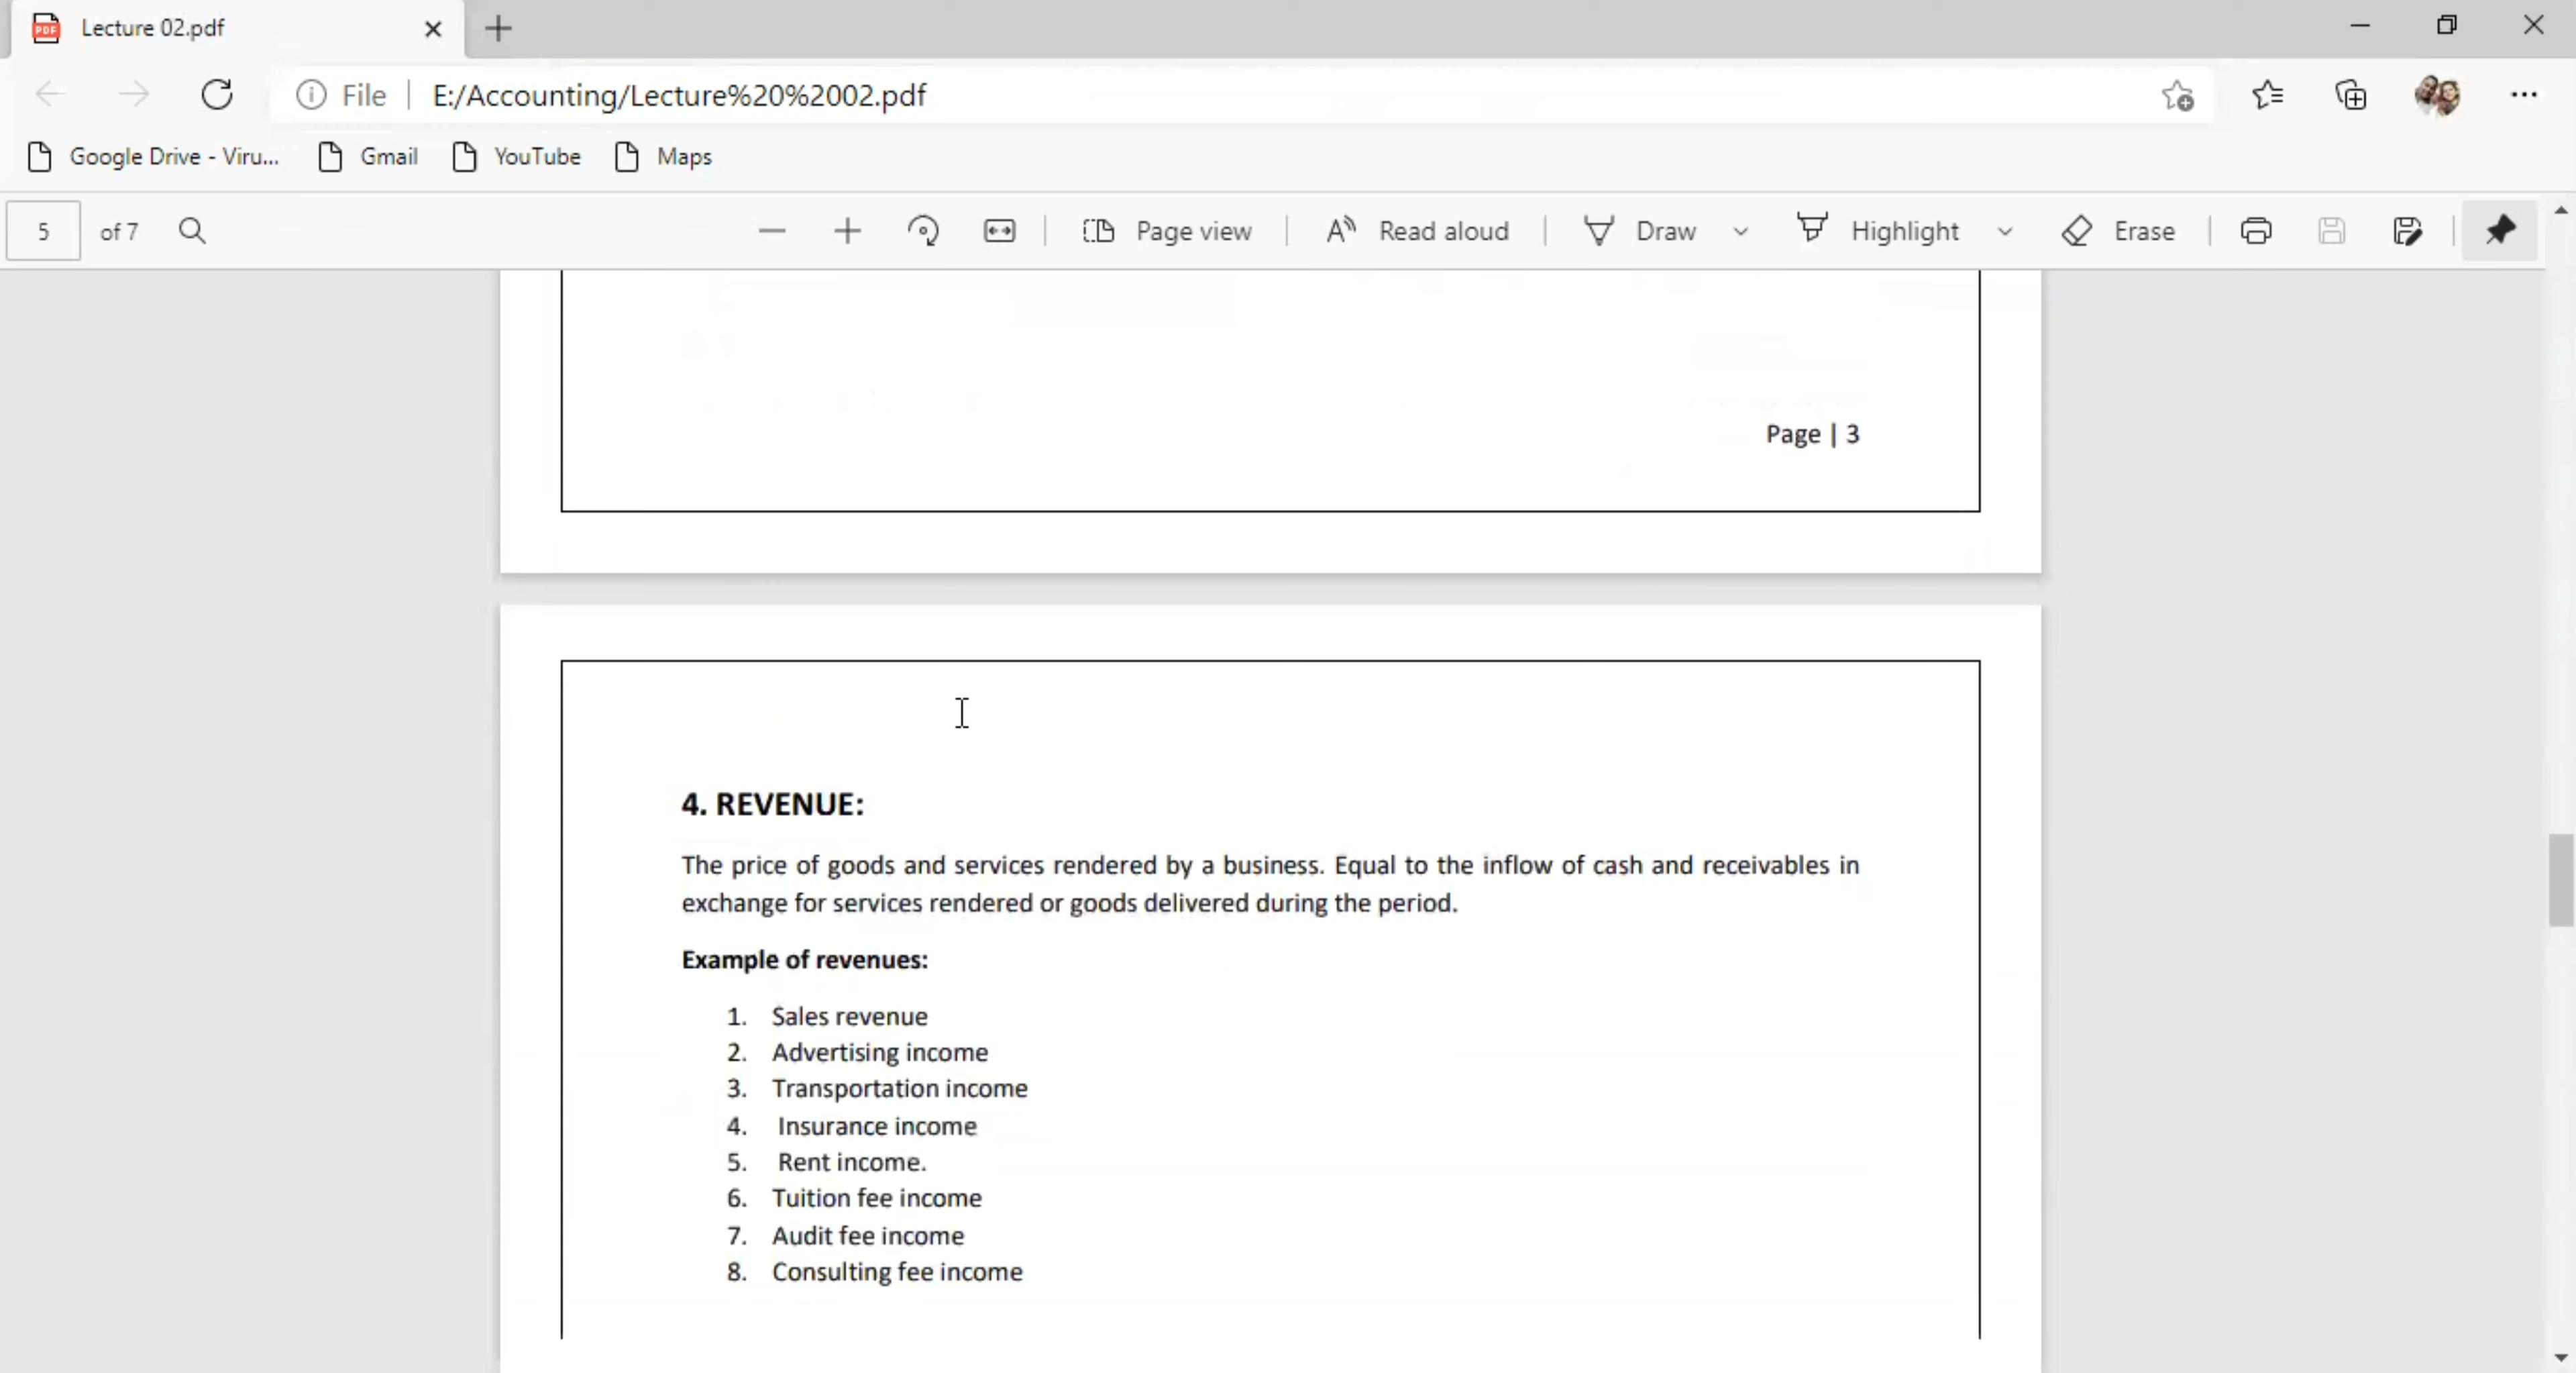 Lecture 02.pdf
File | E:/Accounting/Lecture%20%2002.pdf
Google Drive - Viru... Gmail YouTube Maps
5 of 7 Page view Read aloud Draw Highlight Erase
Page | 3
4. REVENUE:
The price of goods and services rendered by a business. Equal to the inflow of cash and receivables in
exchange for services rendered or goods delivered during the period.
Example of revenues:
1. Sales revenue
2. Advertising income
3. Transportation income
4. Insurance income
5. Rent income.
6. Tuition fee income
7. Audit fee income
8. Consulting fee income